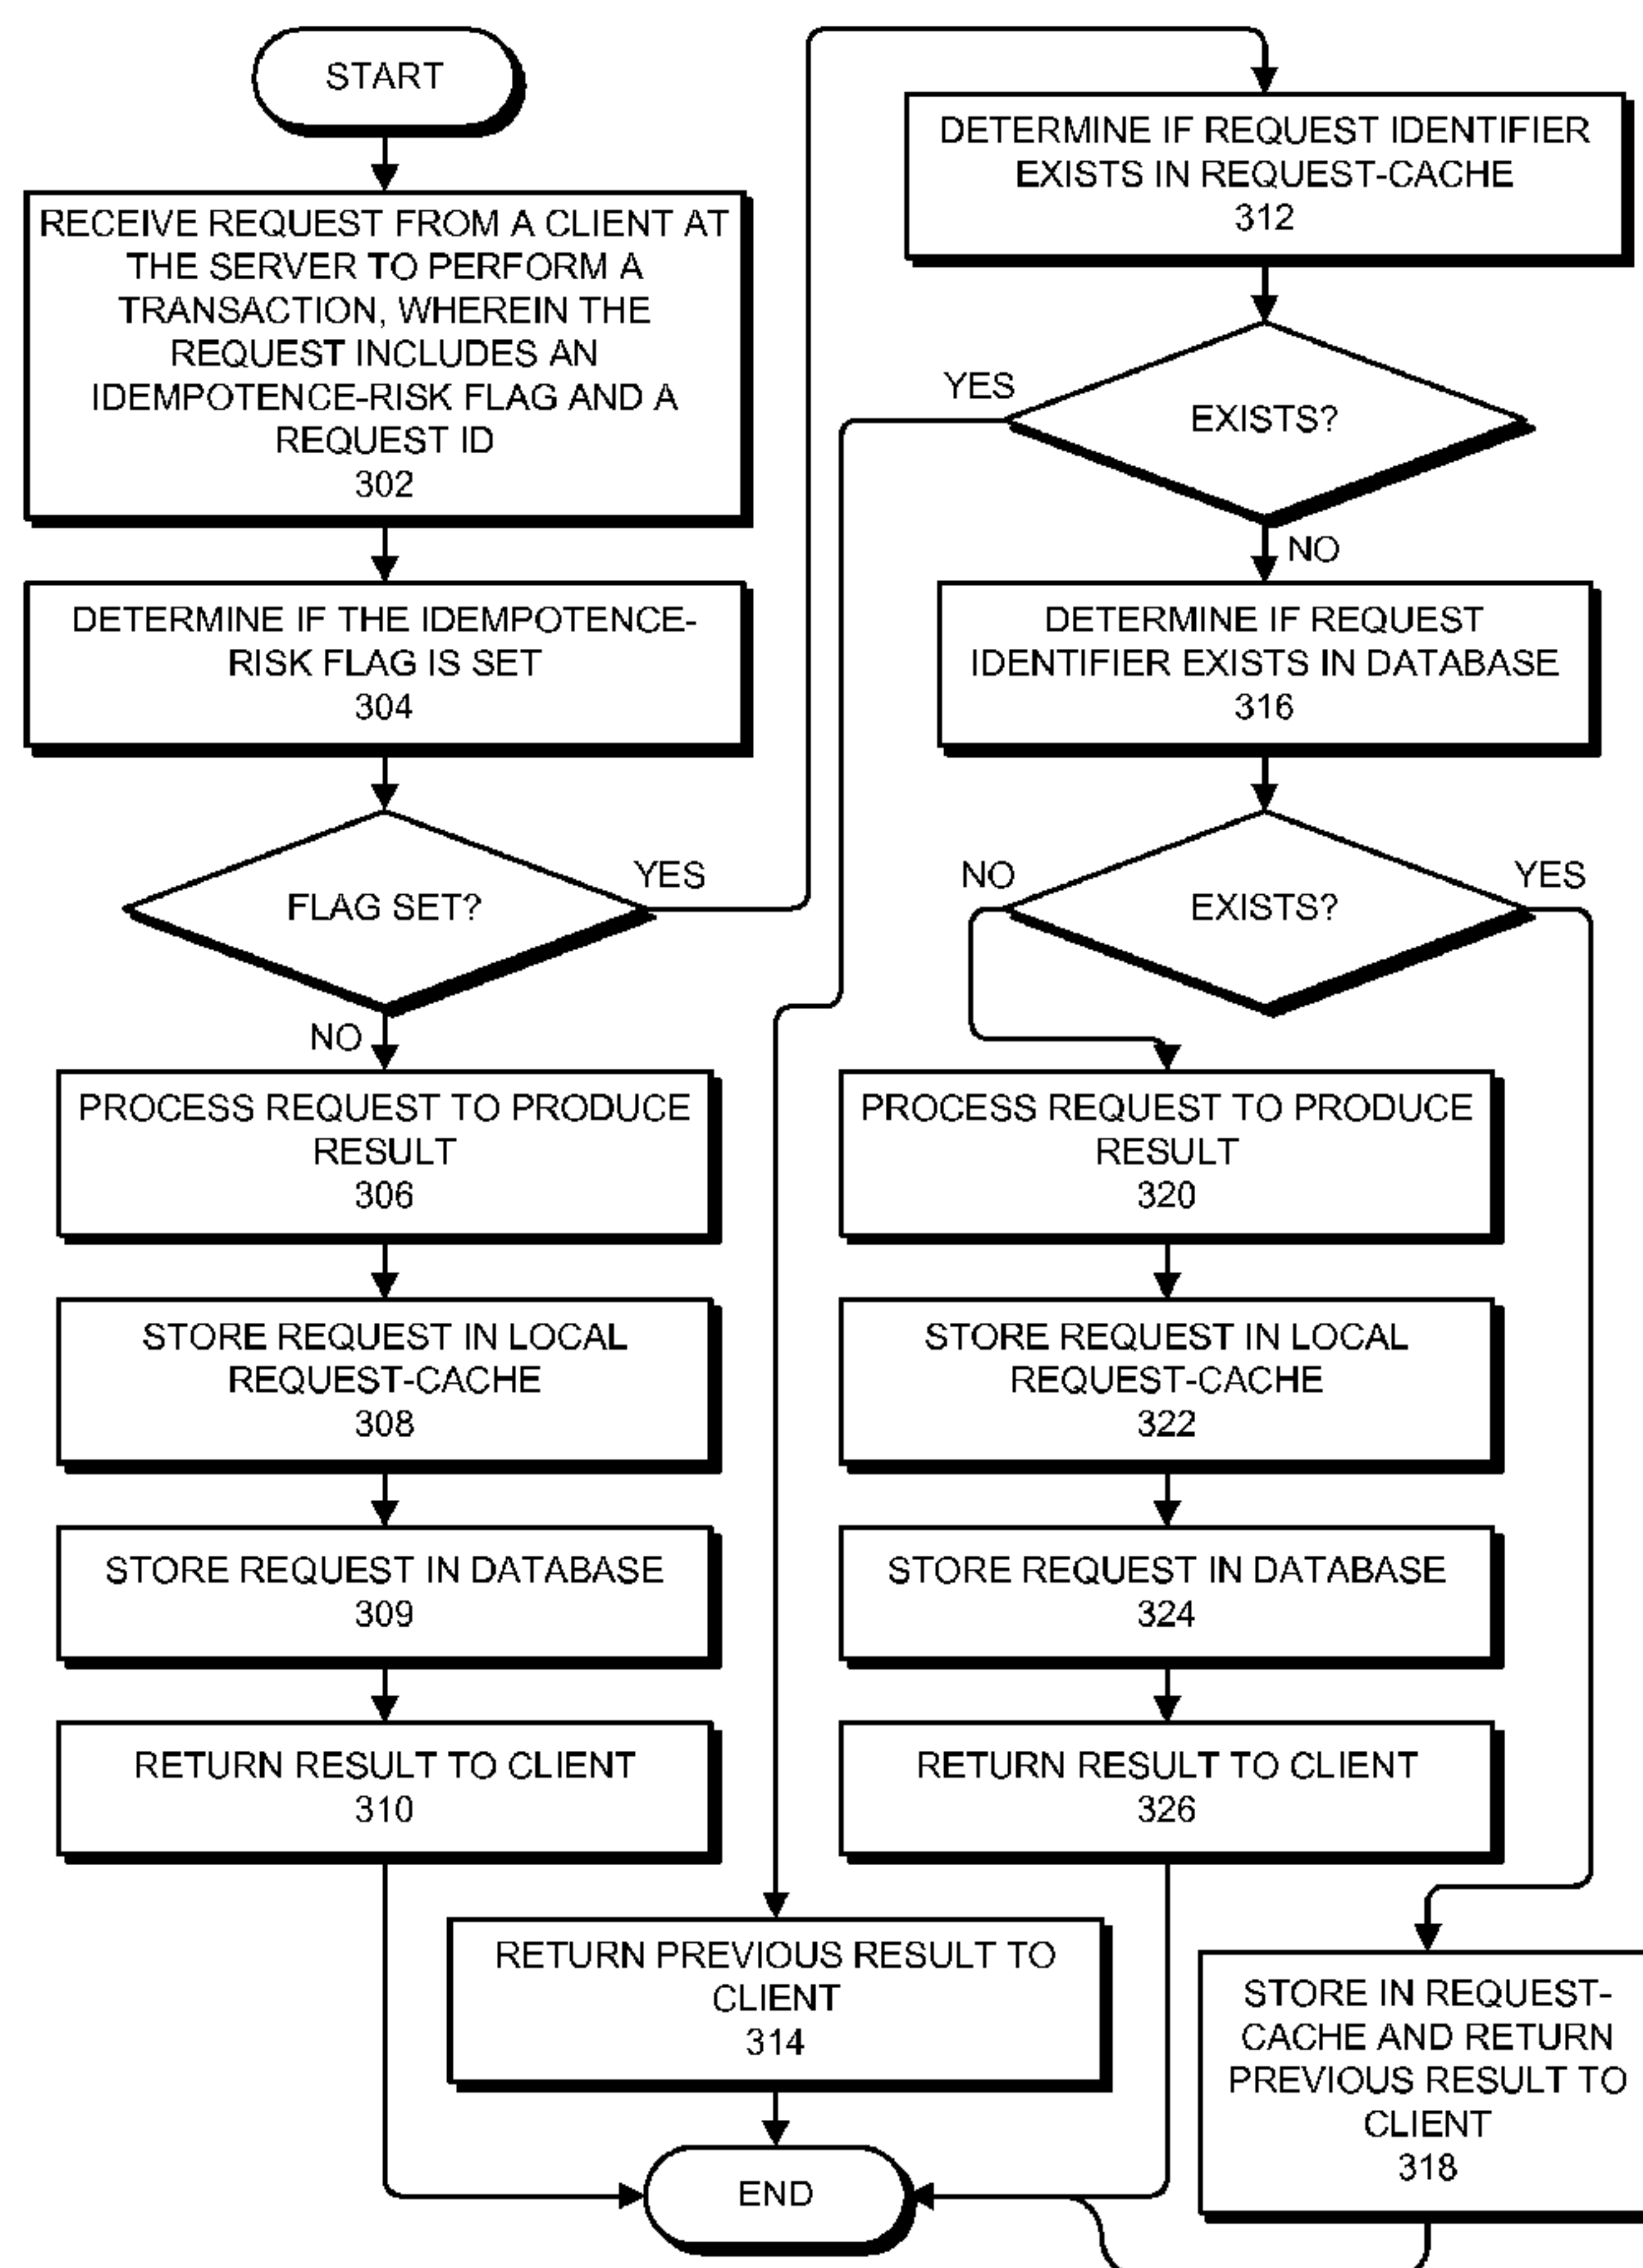 START
RECEIVE REQUEST FROM A CLIENT AT
THE SERVER TO PERFORM A
TRANSACTION, WHEREIN THE
REQUEST INCLUDES AN
IDEMPOTENCE-RISK FLAG AND A
REQUEST ID
302
DETERMINE IF THE IDEMPOTENCE-
RISK FLAG IS SET
304
FLAG SET?
YES
NO
PROCESS REQUEST TO PRODUCE
RESULT
306
STORE REQUEST IN LOCAL
REQUEST-CACHE
308
STORE REQUEST IN DATABASE
309
RETURN RESULT TO CLIENT
310
DETERMINE IF REQUEST IDENTIFIER
EXISTS IN REQUEST-CACHE
312
YES
EXISTS?
NO
DETERMINE IF REQUEST
IDENTIFIER EXISTS IN DATABASE
316
NO
EXISTS?
YES
PROCESS REQUEST TO PRODUCE
RESULT
320
STORE REQUEST IN LOCAL
REQUEST-CACHE
322
STORE REQUEST IN DATABASE
324
RETURN RESULT TO CLIENT
326
RETURN PREVIOUS RESULT TO
CLIENT
314
STORE IN REQUEST-
CACHE AND RETURN
PREVIOUS RESULT TO
CLIENT
318
END